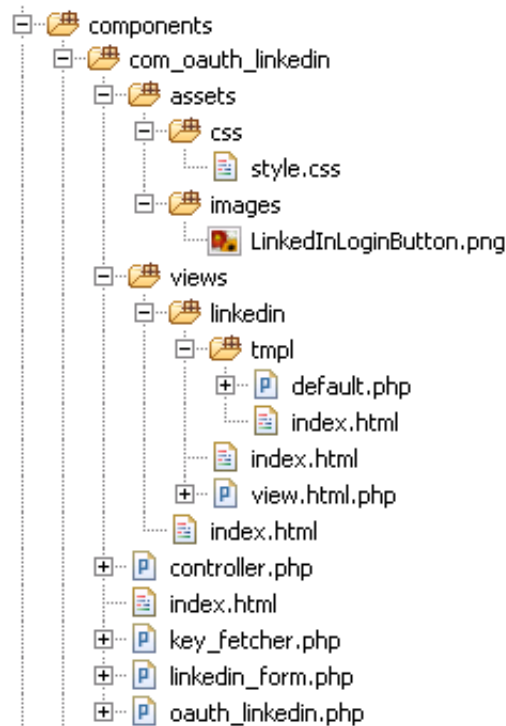 components
com_oauth_linkedin
assets
css
style.css
images
LinkedInLoginButton.png
views
linkedin
tmpl
default.php
index.html
index.html
view.html.php
index.html
controller.php
index.html
key_fetcher.php
linkedin_form.php
oauth_linkedin.php